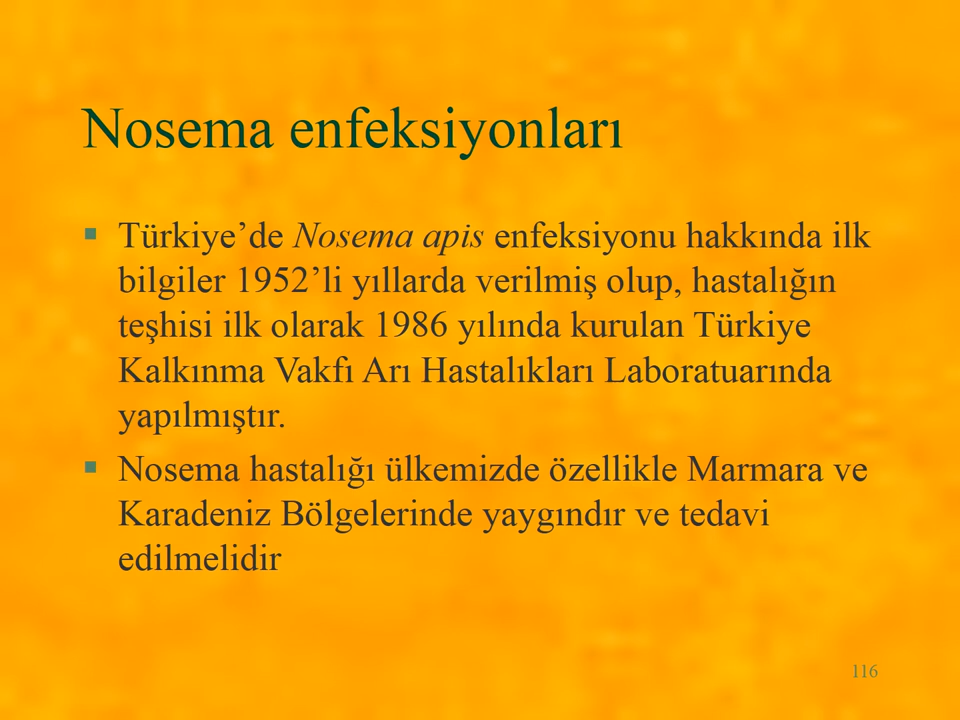 Nosema enfeksiyonları
▪ Türkiye’de Nosema apis enfeksiyonu hakkında ilk
bilgiler 1952’li yıllarda verilmiş olup, hastalığın
teşhisi ilk olarak 1986 yılında kurulan Türkiye
Kalkınma Vakfı Arı Hastalıkları Laboratuarında
yapılmıştır.
▪ Nosema hastalığı ülkemizde özellikle Marmara ve
Karadeniz Bölgelerinde yaygındır ve tedavi
edilmelidir
116